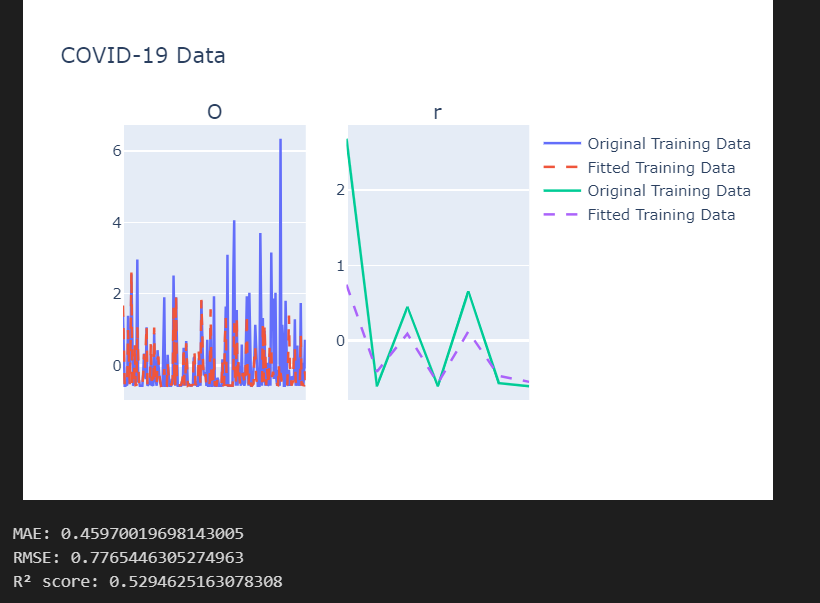 COVID-19 Data
O
r
6
4
2
0
2
1
0
Original Training Data
Fitted Training Data
Original Training Data
Fitted Training Data
MAE: 0.45970019698143005
RMSE: 0.7765446305274963
R² score: 0.5294625163078308